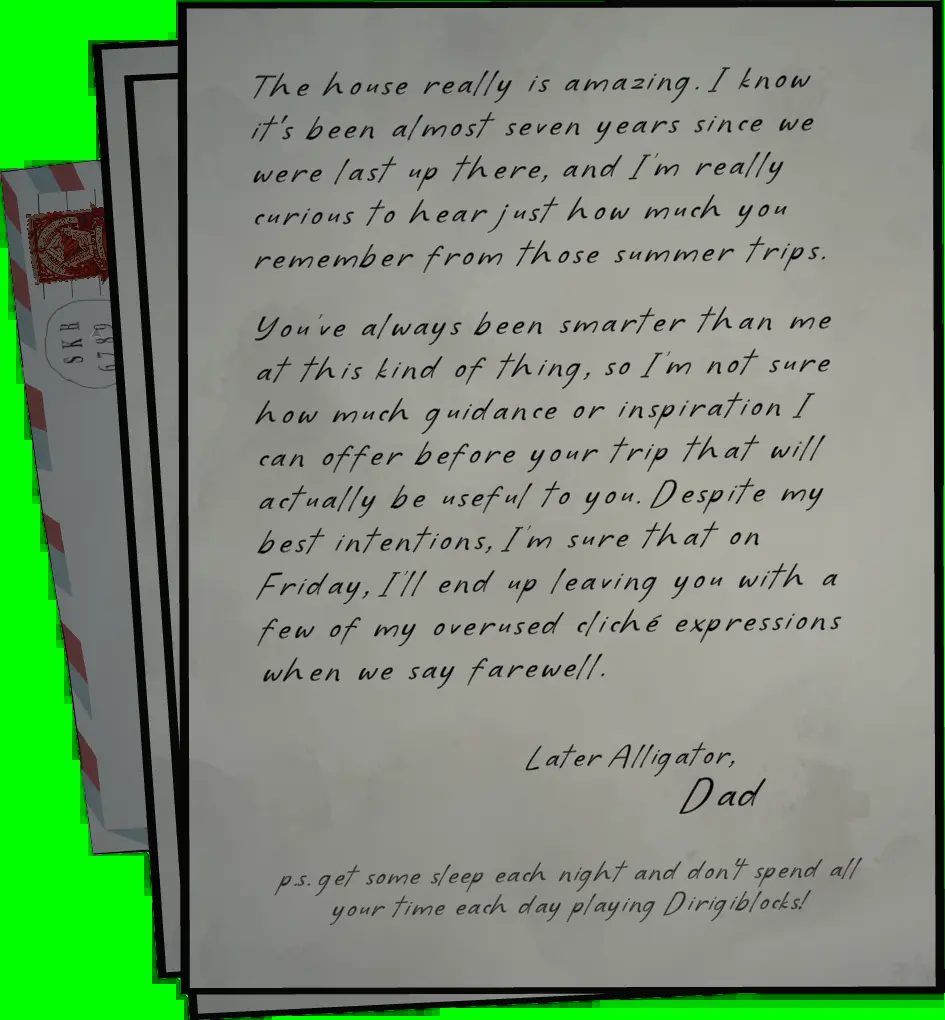 The house really is amazing. I know
it's been almost seven years since we
were last up there, and I'm really
curious to hear just how much you
remember from those summer trips.
You've always been smarter than me
at this kind of thing, so I'm not sure
how much guidance or inspiration I
can offer before your trip that will
actually be useful to you. Despite my
best intentions, I'm sure that on
Friday, I'll end up leaving you with a
few of my overused cliché expressions
when we say farewell.
Later Alligator,
Dad
p.s. get some sleep each night and don't spend all
your time each day playing Dirigiblocks!
SKR
6789